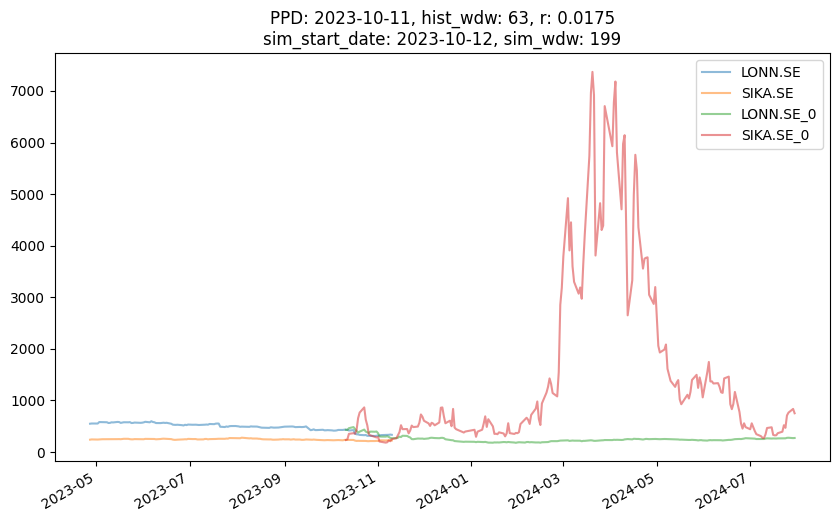 PPD: 2023-10-11, hist_wdw: 63, r: 0.0175
sim_start_date: 2023-10-12, sim_wdw: 199
LONN.SE
SIKA.SE
LONN.SE_0
SIKA.SE_0
7000
6000
5000
4000
3000
2000
1000
0
2023-05
2023-07
2023-09
2023-11
2024-01
2024-03
2024-05
2024-07